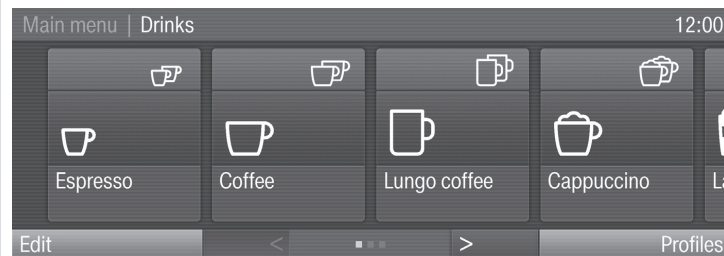 Main menu | Drinks 12:00
Espresso Coffee Lungo coffee Cappuccino
Edit < > Profiles